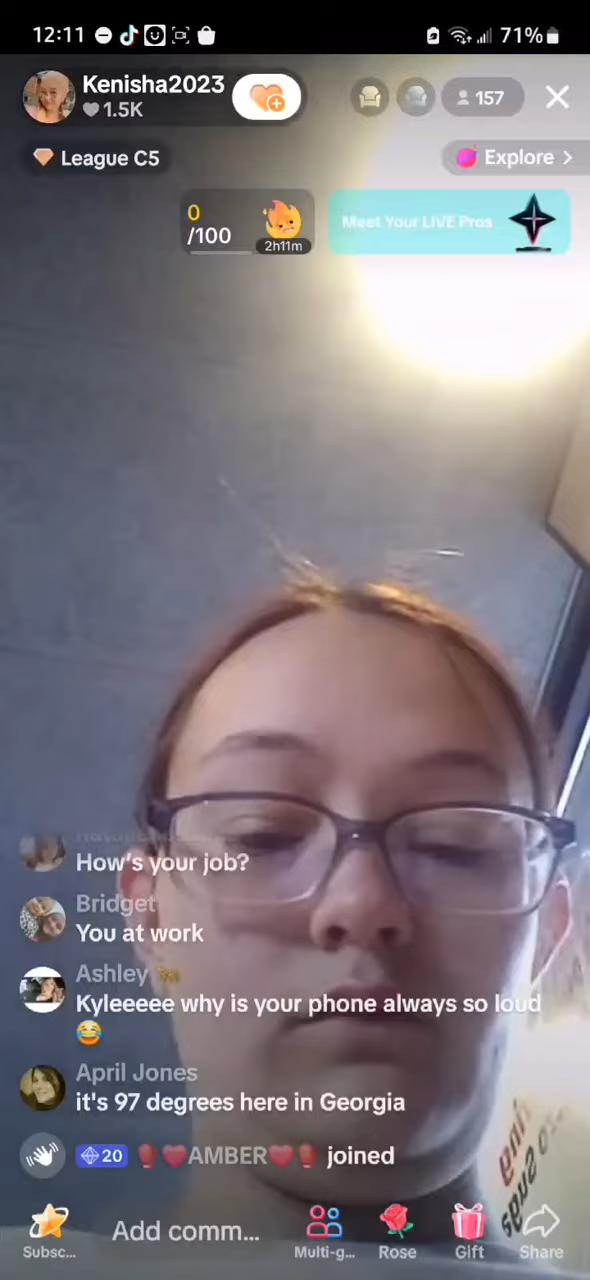 12:11
71%
Kenisha2023
1.5K
157
League C5
Explore >
0
/100
2h11m
Meet Your LIVE Pros
How's your job?
Bridget
You at work
Ashley
Kyleeeee why is your phone always so loud
😂
April Jones
it's 97 degrees here in Georgia
20 🥊❤️AMBER❤️🥊 joined
Subsc...
Add comm...
Multi-g...
Rose
Gift
Share